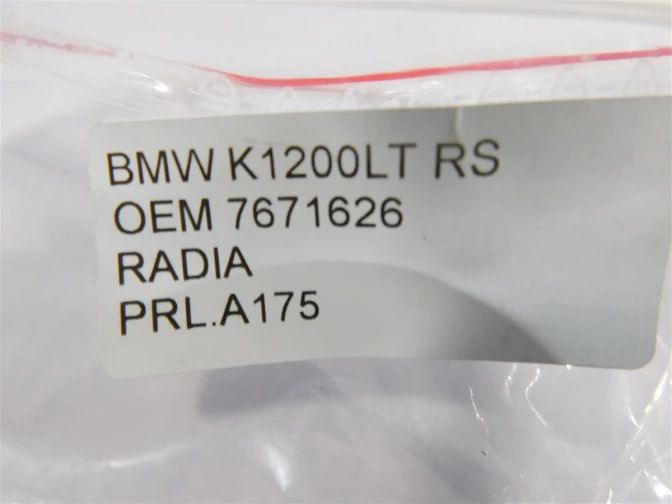 BMW K1200LT RS
OEM 7671626
RADIA
PRL.A175